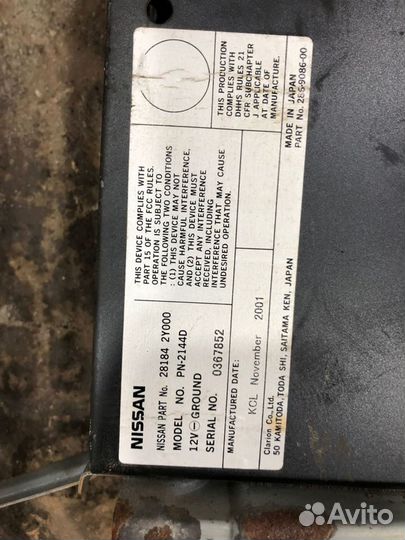 NISSAN
NISSAN PART No. 28184 2Y000
MODEL NO. PN-2144D
12V⊖GROUND
SERIAL NO. 0367852
MANUFACTURED DATE:
KCL November 2001
Clarion Co.,Ltd.
50 KAMITODA,TODA SHI, SAITAMA KEN, JAPAN
THIS DEVICE COMPLIES WITH
PART 15 OF THE FCC RULES.
OPERATION IS SUBJECT TO
THE FOLLOWING TWO CONDITIONS
: (1) THIS DEVICE MAY NOT
CAUSE HARMFUL INTERFERENCE,
AND (2) THIS DEVICE MUST
ACCEPT ANY INTERFERENCE
RECEIVED, INCLUDING
INTERFERENCE THAT MAY CAUSE
UNDESIRED OPERATION.
THIS PRODUCTION
COMPLIES WITH
DHHS RULES 21
CFR SUBCHAPTER
J APPLICABLE
AT DATE OF
MANUFACTURE.
MADE IN JAPAN
PART No. 285-9086-00
Avito